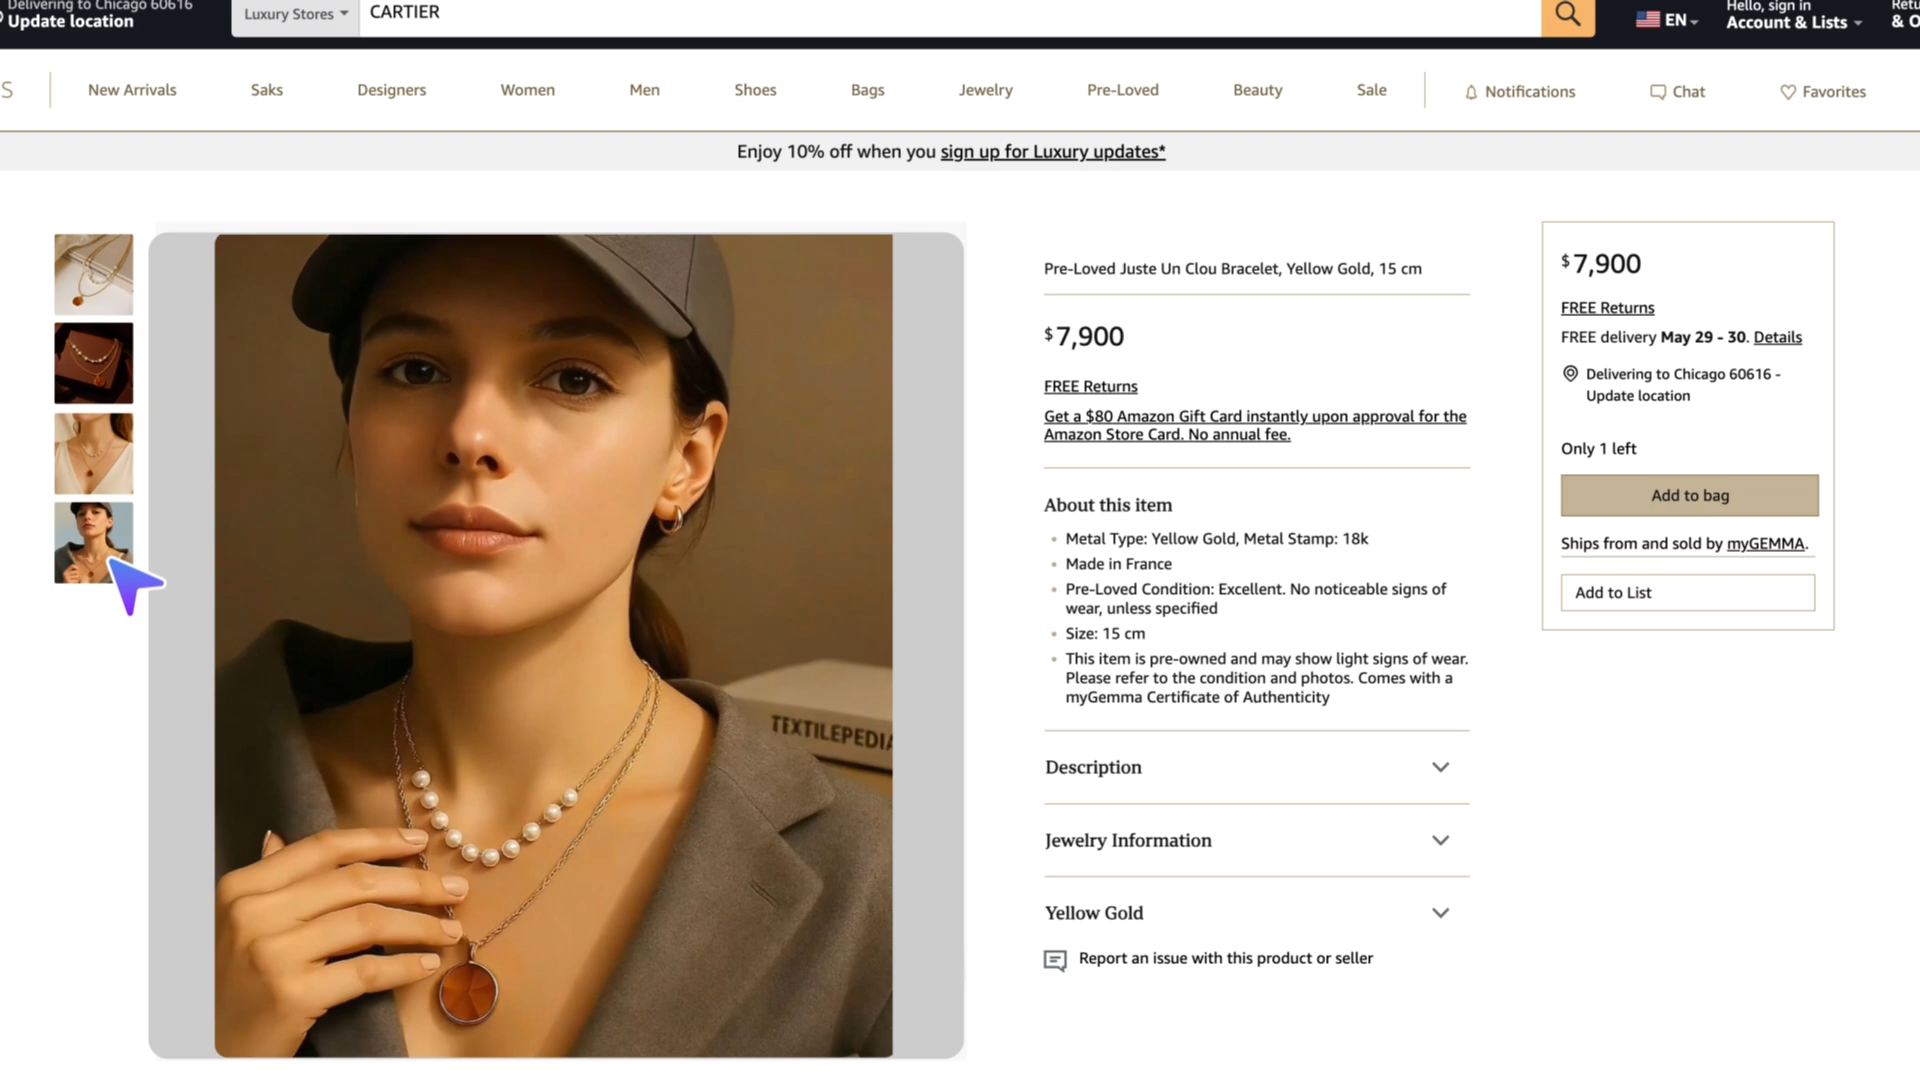 Delivering to Chicago 60616
Update location
Luxury Stores
CARTIER
EN
Hello, sign in
Account & Lists
S
New Arrivals
Saks
Designers
Women
Men
Shoes
Bags
Jewelry
Pre-Loved
Beauty
Sale
Notifications
Chat
Favorites
Enjoy 10% off when you sign up for Luxury updates*
TEXTILEPEDIA
Pre-Loved Juste Un Clou Bracelet, Yellow Gold, 15 cm
$7,900
FREE Returns
Get a $80 Amazon Gift Card instantly upon approval for the
Amazon Store Card. No annual fee.
About this item
Metal Type: Yellow Gold, Metal Stamp: 18k
Made in France
Pre-Loved Condition: Excellent. No noticeable signs of
wear, unless specified
Size: 15 cm
This item is pre-owned and may show light signs of wear.
Please refer to the condition and photos. Comes with a
myGemma Certificate of Authenticity
Description
Jewelry Information
Yellow Gold
Report an issue with this product or seller
$7,900
FREE Returns
FREE delivery May 29 - 30. Details
Delivering to Chicago 60616 -
Update location
Only 1 left
Add to bag
Ships from and sold by myGEMMA.
Add to List